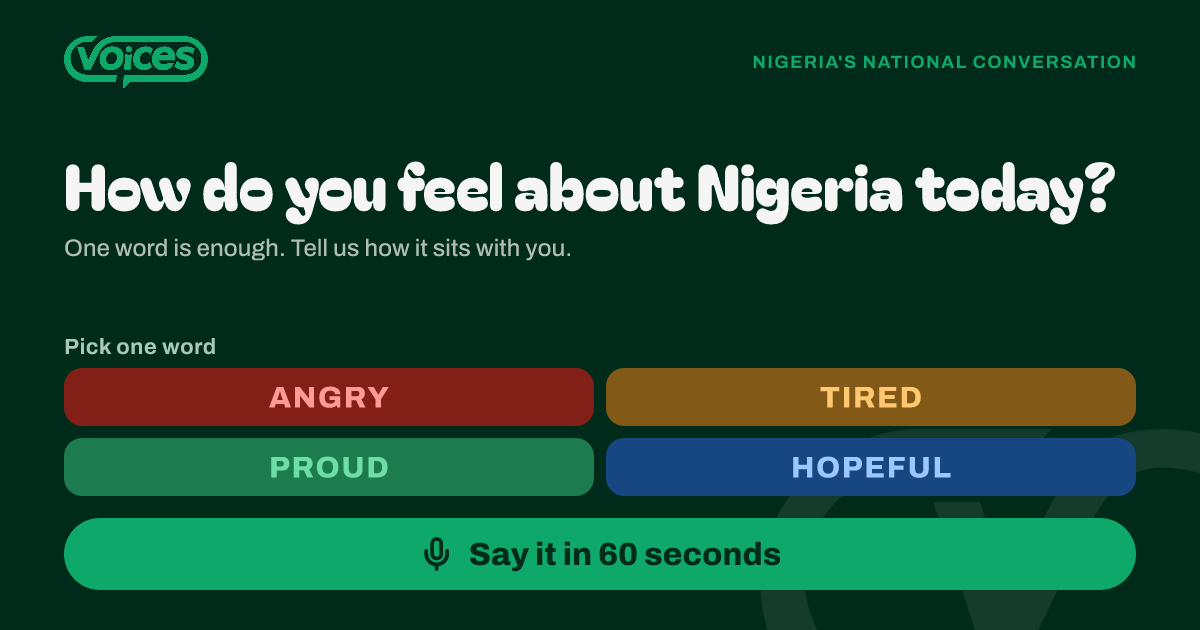 Voices
NIGERIA'S NATIONAL CONVERSATION
How do you feel about Nigeria today?
One word is enough. Tell us how it sits with you.
Pick one word
ANGRY
TIRED
PROUD
HOPEFUL
Say it in 60 seconds